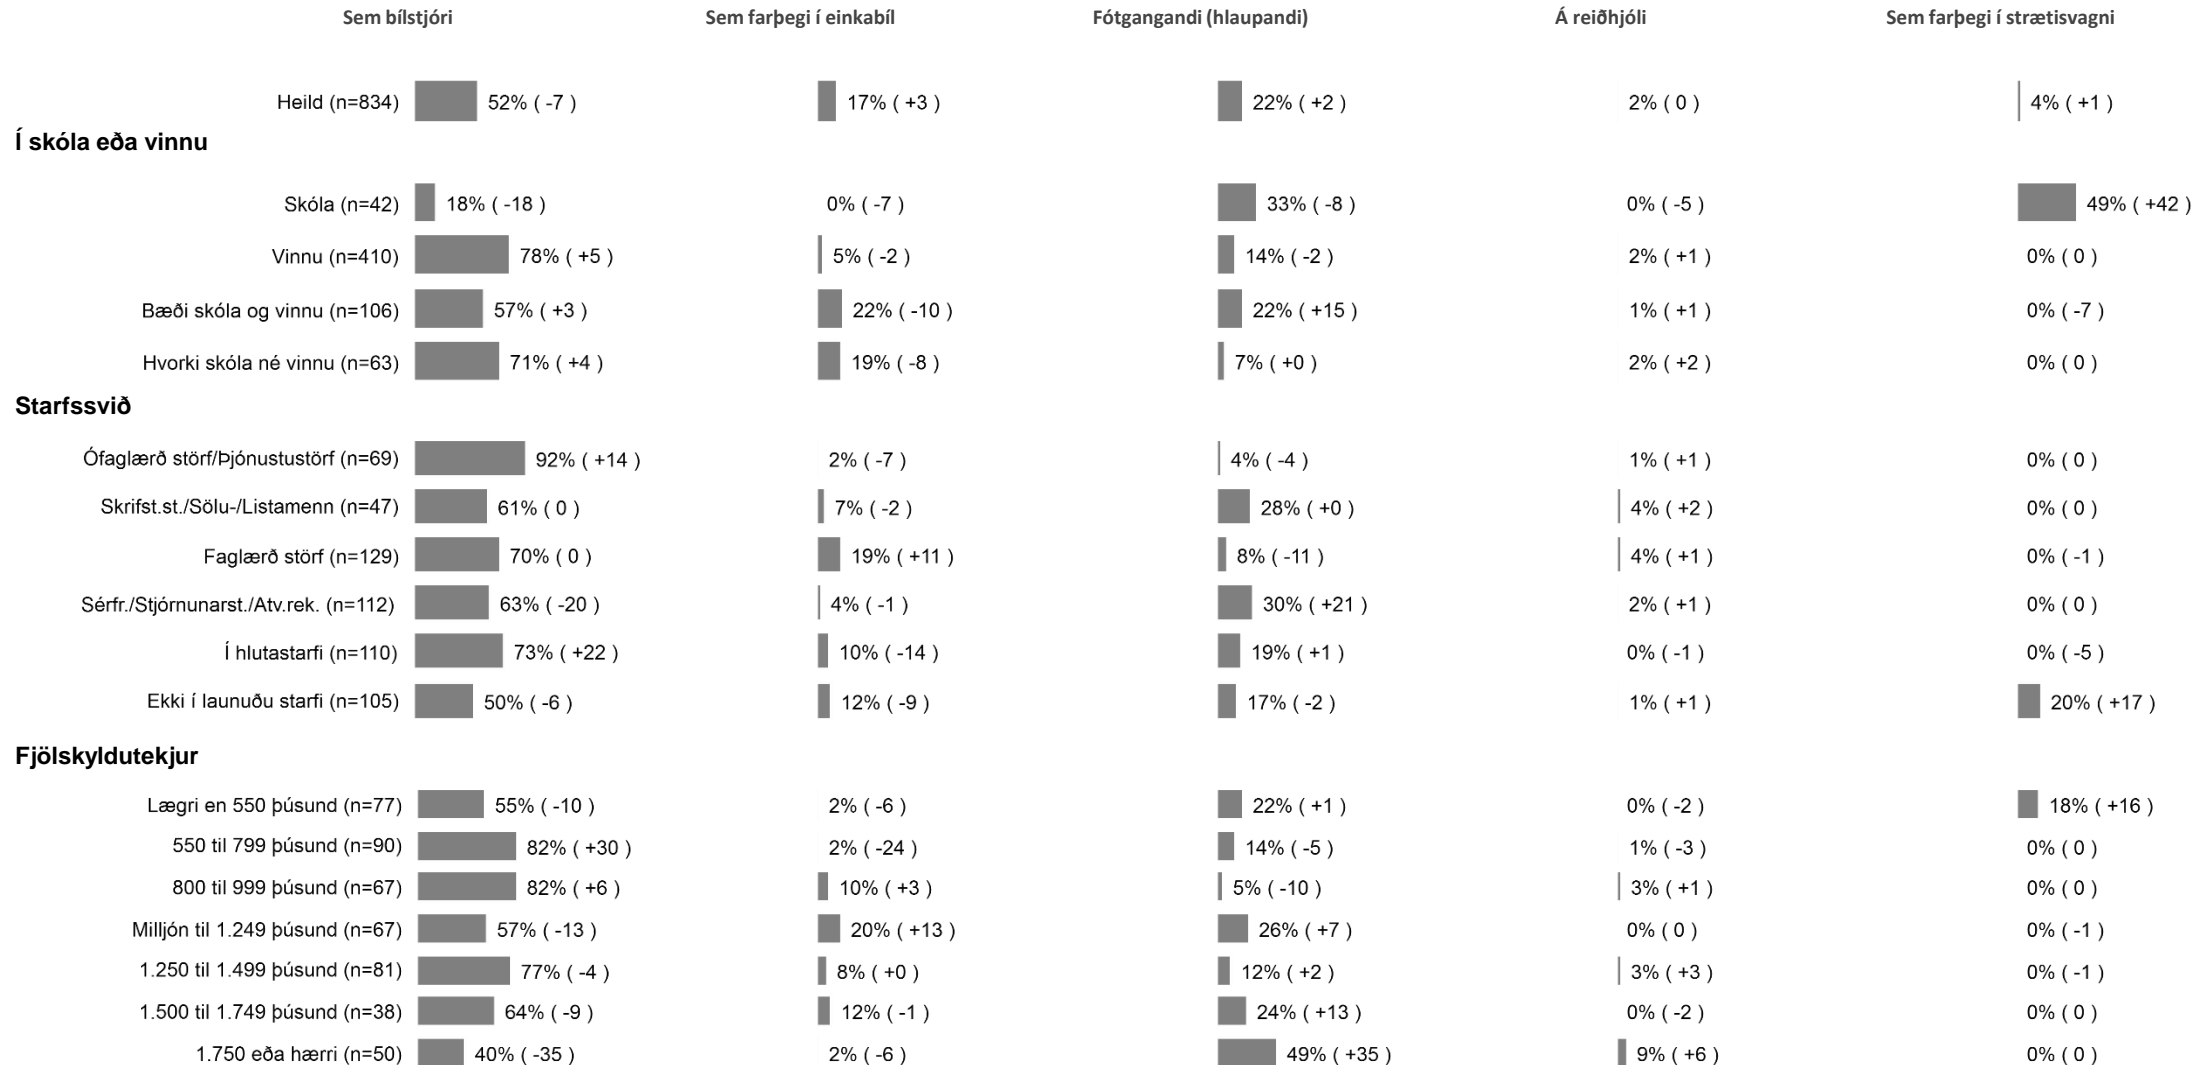 Sem bílstjóri Sem farþegi í einkabíl Fótgangandi (hlaupandi) Á reiðhjóli Sem farþegi í strætisvagni
Heild (n=834) 52% ( -7 ) 17% ( +3 ) 22% ( +2 ) 2% ( 0 ) 4% ( +1 )
Í skóla eða vinnu
Skóla (n=42) 18% ( -18 ) 0% ( -7 ) 33% ( -8 ) 0% ( -5 ) 49% ( +42 )
Vinnu (n=410) 78% ( +5 ) 5% ( -2 ) 14% ( -2 ) 2% ( +1 ) 0% ( 0 )
Bæði skóla og vinnu (n=106) 57% ( +3 ) 22% ( -10 ) 22% ( +15 ) 1% ( +1 ) 0% ( -7 )
Hvorki skóla né vinnu (n=63) 71% ( +4 ) 19% ( -8 ) 7% ( +0 ) 2% ( +2 ) 0% ( 0 )
Starfssvið
Ófaglærð störf/Þjónustustörf (n=69) 92% ( +14 ) 2% ( -7 ) 4% ( -4 ) 1% ( +1 ) 0% ( 0 )
Skrifst.st./Sölu-/Listamenn (n=47) 61% ( 0 ) 7% ( -2 ) 28% ( +0 ) 4% ( +2 ) 0% ( 0 )
Faglærð störf (n=129) 70% ( 0 ) 19% ( +11 ) 8% ( -11 ) 4% ( +1 ) 0% ( -1 )
Sérfr./Stjórnunarst./Atv.rek. (n=112) 63% ( -20 ) 4% ( -1 ) 30% ( +21 ) 2% ( +1 ) 0% ( 0 )
Í hlutastarfi (n=110) 73% ( +22 ) 10% ( -14 ) 19% ( +1 ) 0% ( -1 ) 0% ( -5 )
Ekki í launuðu starfi (n=105) 50% ( -6 ) 12% ( -9 ) 17% ( -2 ) 1% ( +1 ) 20% ( +17 )
Fjölskyldutekjur
Lægri en 550 þúsund (n=77) 55% ( -10 ) 2% ( -6 ) 22% ( +1 ) 0% ( -2 ) 18% ( +16 )
550 til 799 þúsund (n=90) 82% ( +30 ) 2% ( -24 ) 14% ( -5 ) 1% ( -3 ) 0% ( 0 )
800 til 999 þúsund (n=67) 82% ( +6 ) 10% ( +3 ) 5% ( -10 ) 3% ( +1 ) 0% ( 0 )
Milljón til 1.249 þúsund (n=67) 57% ( -13 ) 20% ( +13 ) 26% ( +7 ) 0% ( 0 ) 0% ( -1 )
1.250 til 1.499 þúsund (n=81) 77% ( -4 ) 8% ( +0 ) 12% ( +2 ) 3% ( +3 ) 0% ( -1 )
1.500 til 1.749 þúsund (n=38) 64% ( -9 ) 12% ( -1 ) 24% ( +13 ) 0% ( -2 ) 0% ( 0 )
1.750 eða hærri (n=50) 40% ( -35 ) 2% ( -6 ) 49% ( +35 ) 9% ( +6 ) 0% ( 0 )